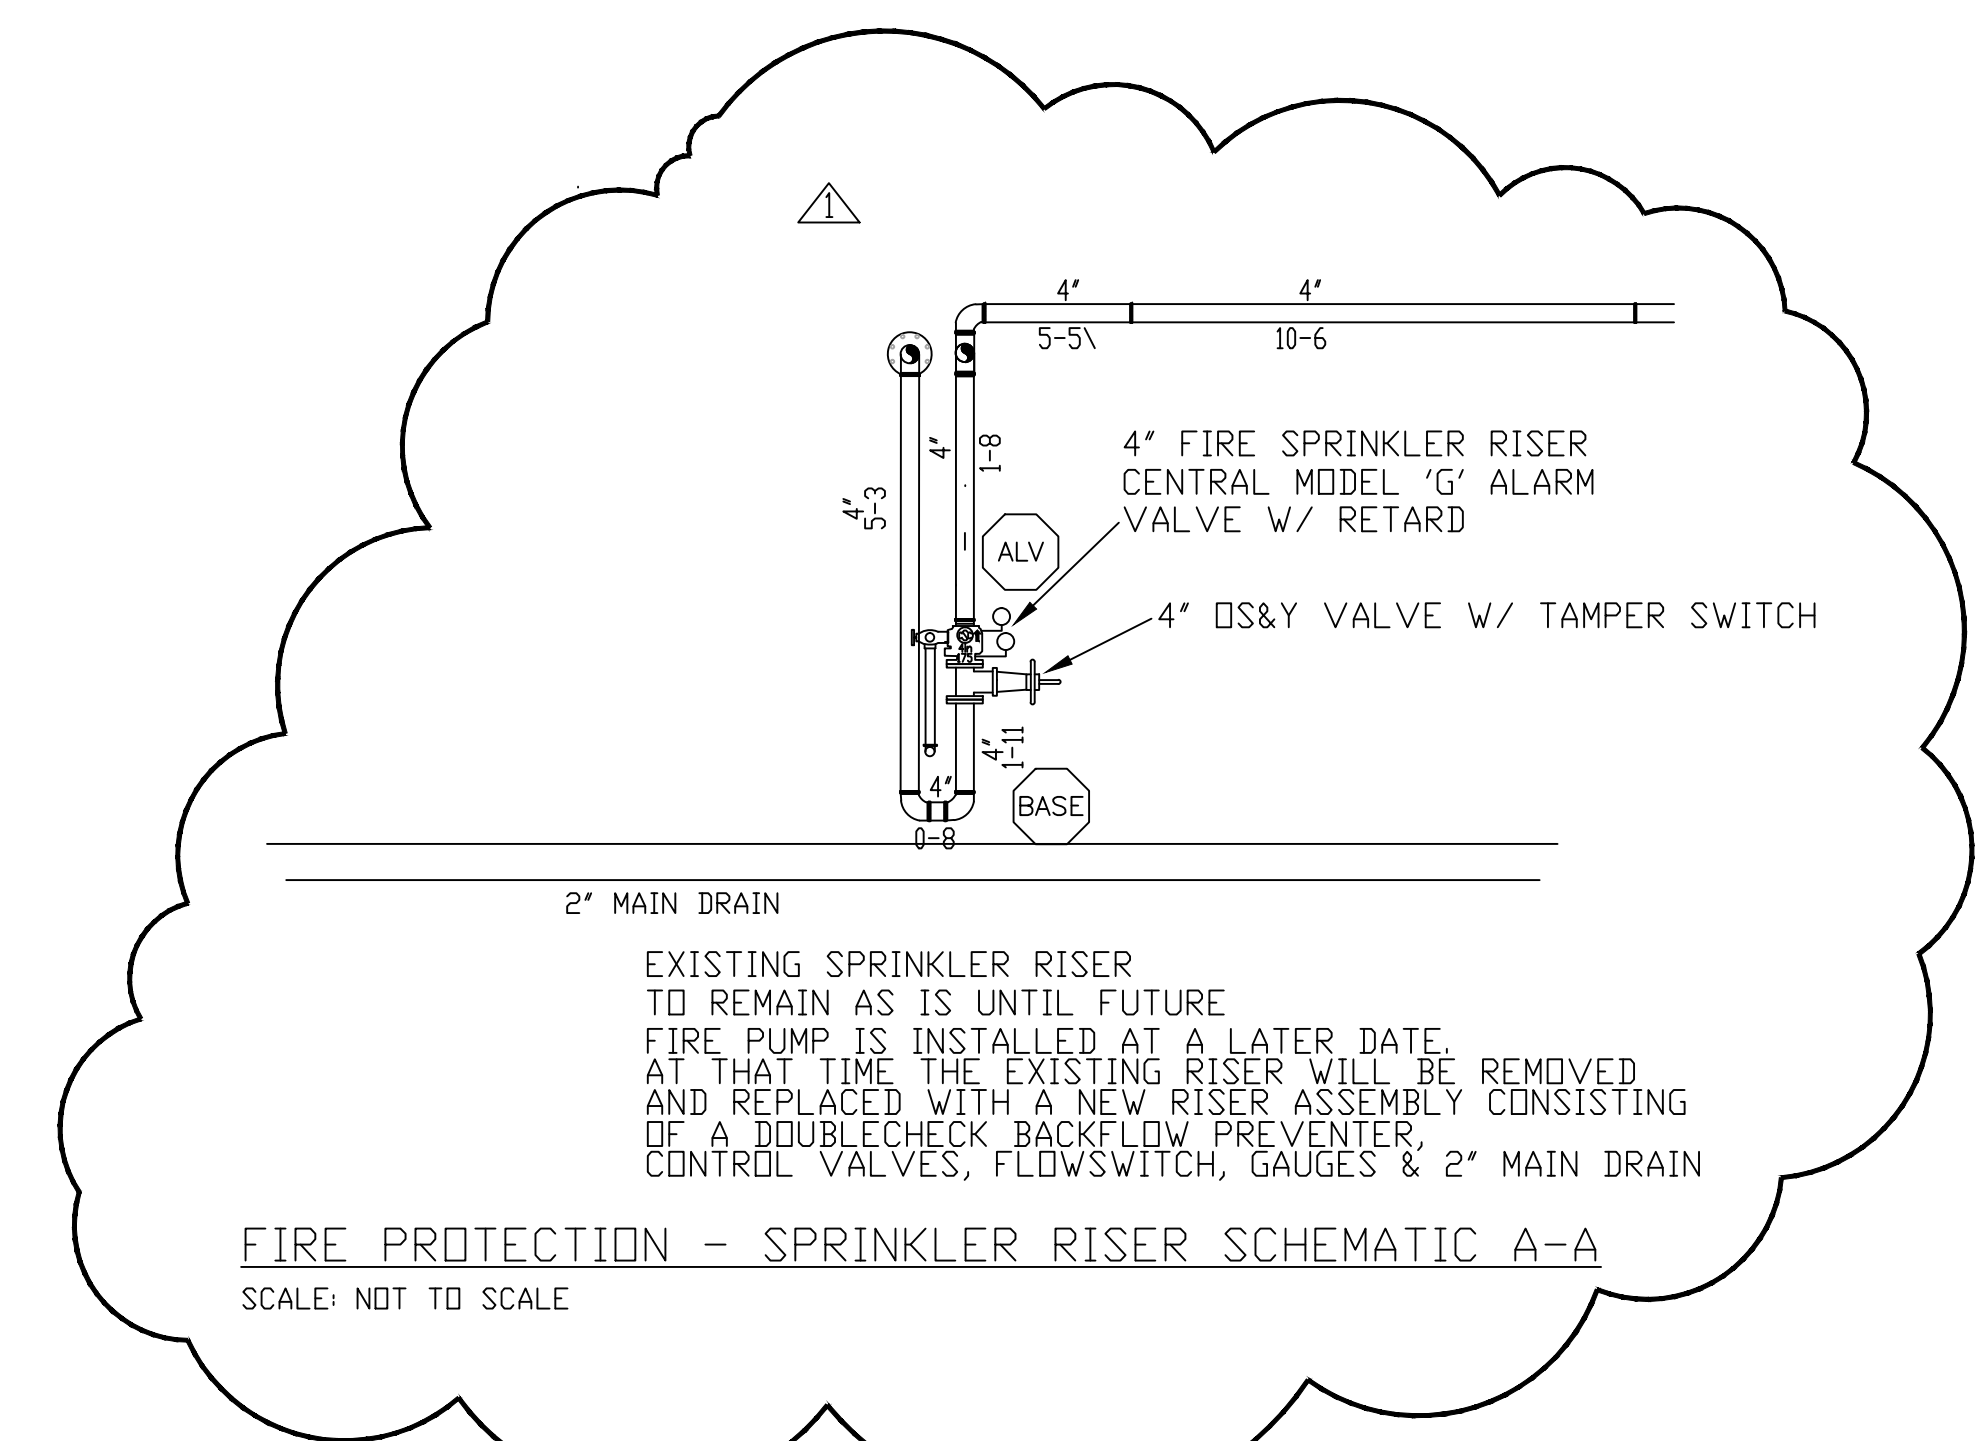 1
4" 4"
5-5\ 10-6
4"
1-8
4"
5-3
4" FIRE SPRINKLER RISER
CENTRAL MODEL 'G' ALARM
VALVE W/ RETARD
ALV
4" OS&Y VALVE W/ TAMPER SWITCH
4"
1-11
4"
BASE
0-8
2" MAIN DRAIN
EXISTING SPRINKLER RISER
TO REMAIN AS IS UNTIL FUTURE
FIRE PUMP IS INSTALLED AT A LATER DATE.
AT THAT TIME THE EXISTING RISER WILL BE REMOVED
AND REPLACED WITH A NEW RISER ASSEMBLY CONSISTING
OF A DOUBLECHECK BACKFLOW PREVENTER,
CONTROL VALVES, FLOWSWITCH, GAUGES & 2" MAIN DRAIN
FIRE PROTECTION - SPRINKLER RISER SCHEMATIC A-A
SCALE: NOT TO SCALE